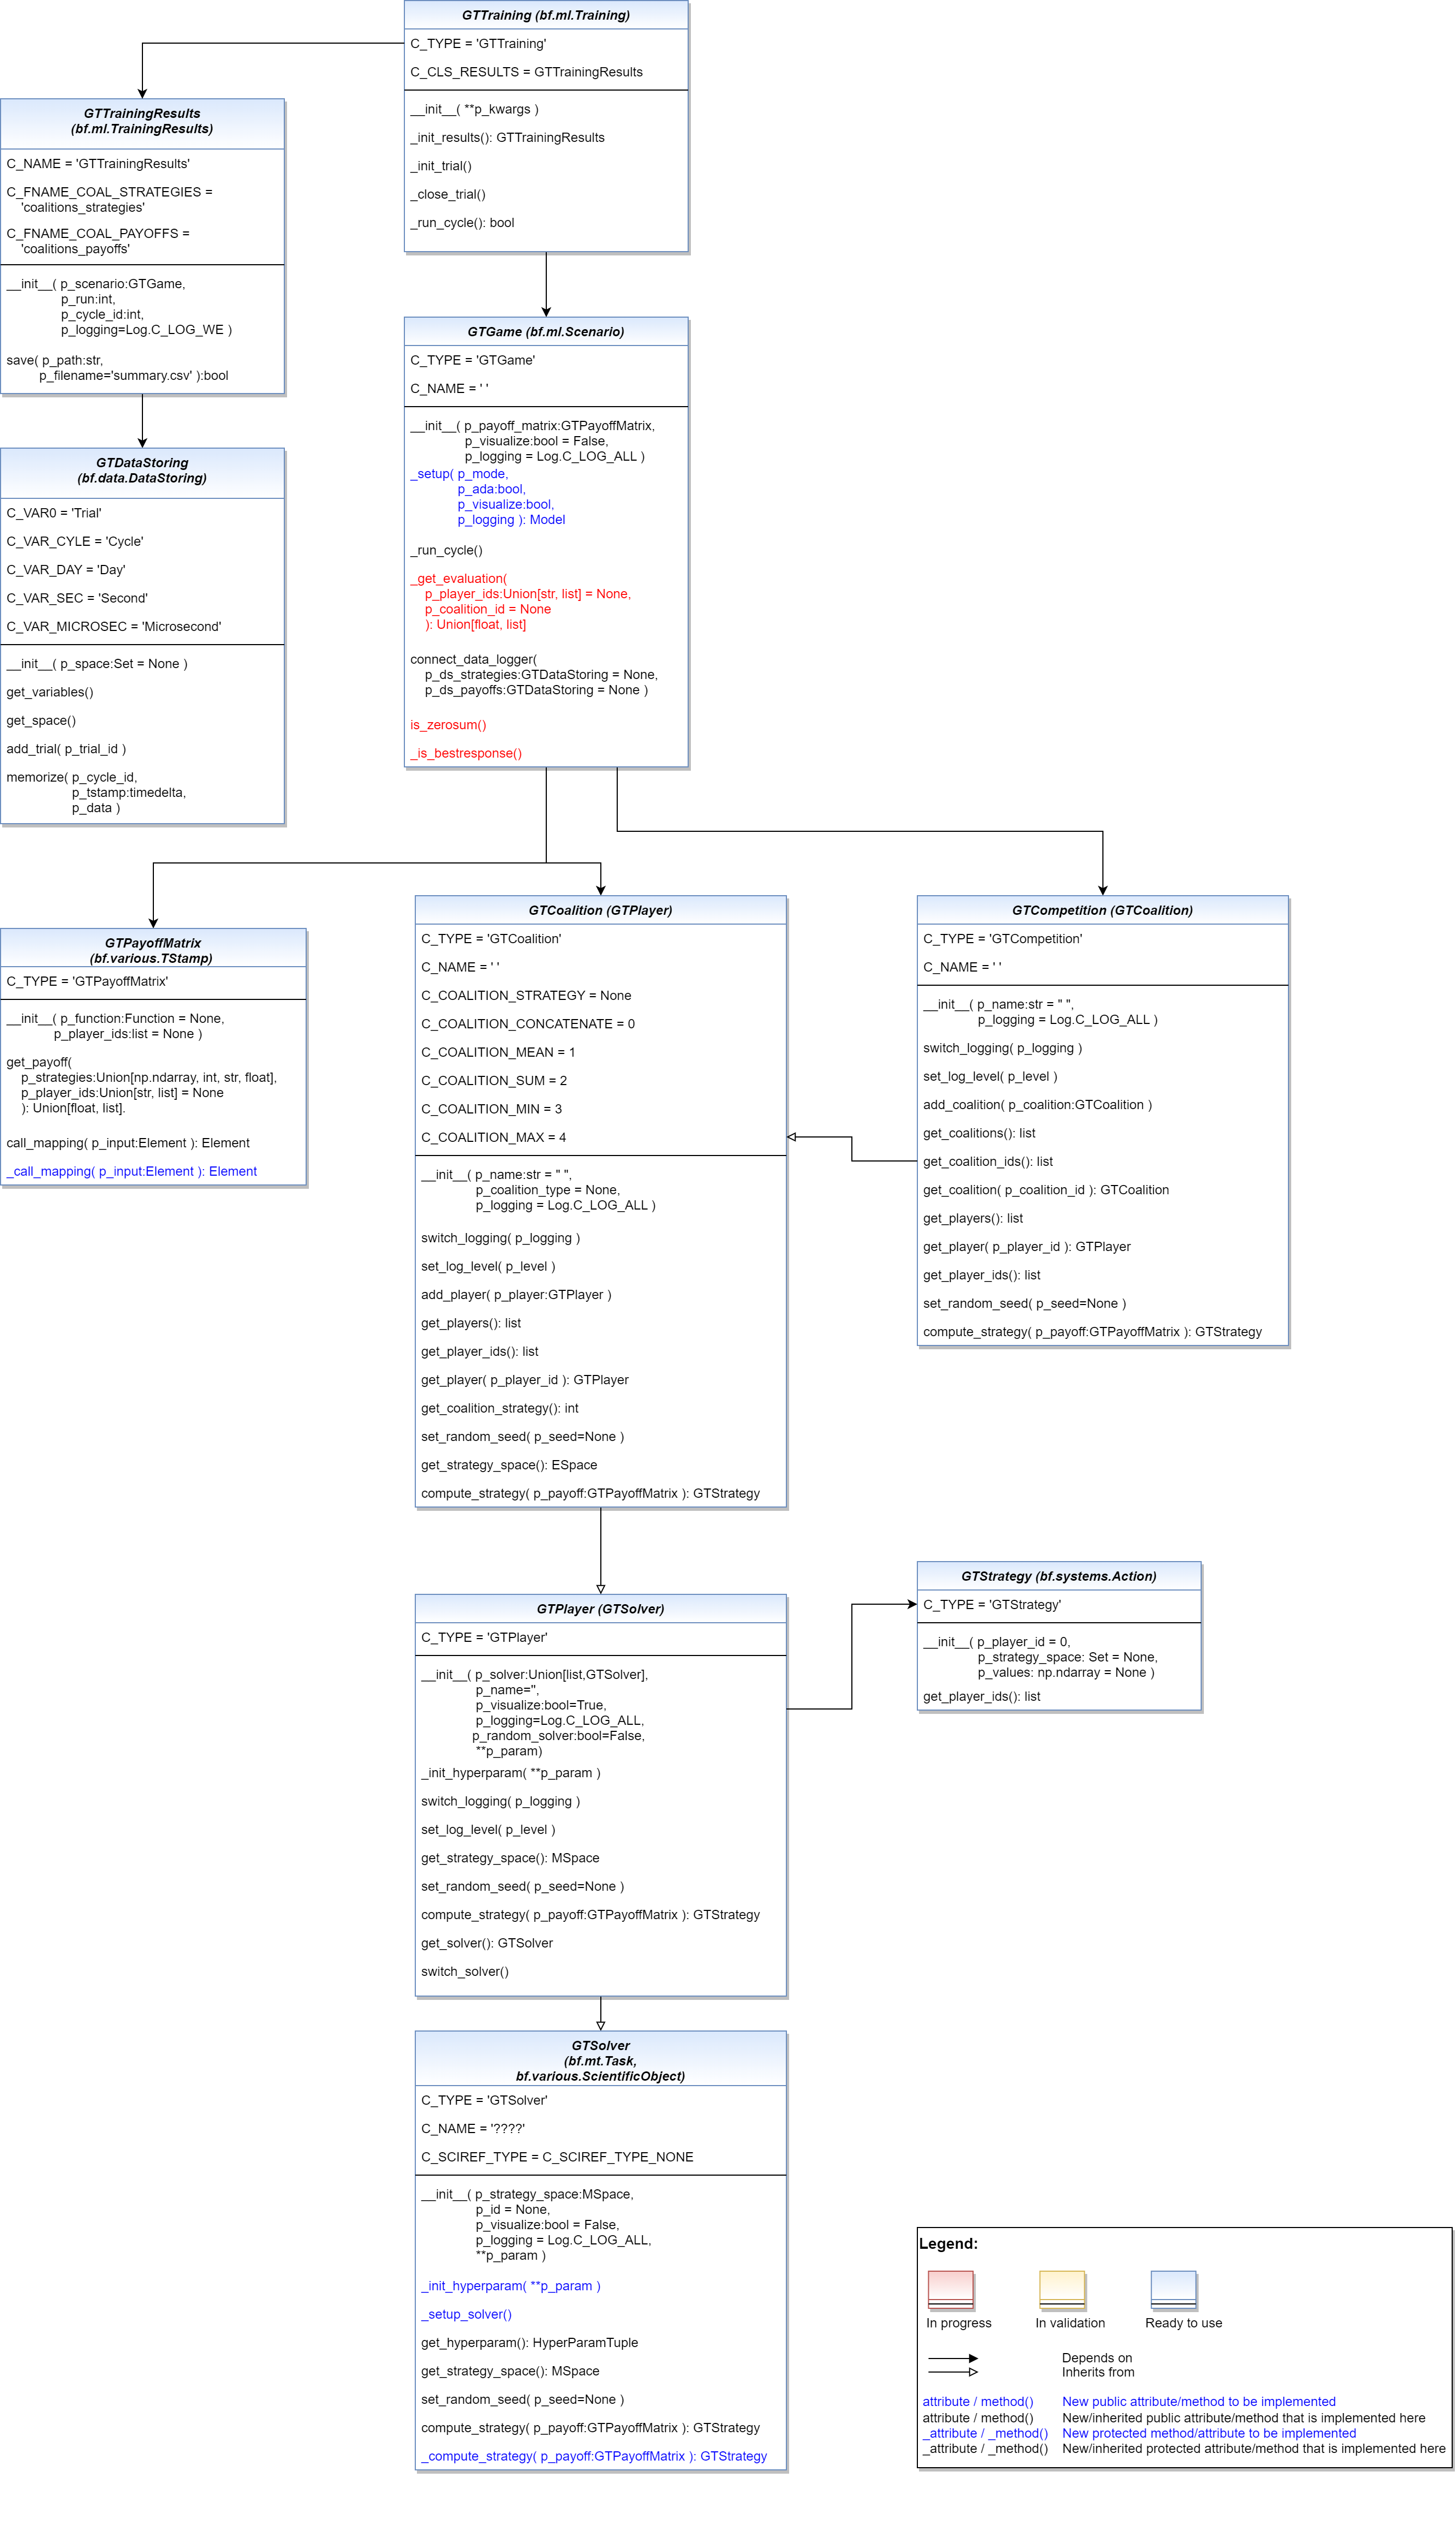 GTTraining (bf.ml.Training)
C_TYPE = 'GTTraining'
C_CLS_RESULTS = GTTrainingResults
__init__( **p_kwargs )
_init_results(): GTTrainingResults
_init_trial()
_close_trial()
_run_cycle(): bool
GTTrainingResults
(bf.ml.TrainingResults)
C_NAME = 'GTTrainingResults'
C_FNAME_COAL_STRATEGIES =
'coalitions_strategies'
C_FNAME_COAL_PAYOFFS =
'coalitions_payoffs'
__init__( p_scenario:GTGame,
p_run:int,
p_cycle_id:int,
p_logging=Log.C_LOG_WE )
save( p_path:str,
p_filename='summary.csv' ):bool
GTDataStoring
(bf.data.DataStoring)
C_VAR0 = 'Trial'
C_VAR_CYLE = 'Cycle'
C_VAR_DAY = 'Day'
C_VAR_SEC = 'Second'
C_VAR_MICROSEC = 'Microsecond'
__init__( p_space:Set = None )
get_variables()
get_space()
add_trial( p_trial_id )
memorize( p_cycle_id,
p_tstamp:timedelta,
p_data )
GTGame (bf.ml.Scenario)
C_TYPE = 'GTGame'
C_NAME = ' '
__init__( p_payoff_matrix:GTPayoffMatrix,
p_visualize:bool = False,
p_logging = Log.C_LOG_ALL )
_setup( p_mode,
p_ada:bool,
p_visualize:bool,
p_logging ): Model
_run_cycle()
_get_evaluation(
p_player_ids:Union[str, list] = None,
p_coalition_id = None
): Union[float, list]
connect_data_logger(
p_ds_strategies:GTDataStoring = None,
p_ds_payoffs:GTDataStoring = None )
is_zerosum()
_is_bestresponse()
GTPayoffMatrix
(bf.various.TStamp)
C_TYPE = 'GTPayoffMatrix'
__init__( p_function:Function = None,
p_player_ids:list = None )
get_payoff(
p_strategies:Union[np.ndarray, int, str, float],
p_player_ids:Union[str, list] = None
): Union[float, list].
call_mapping( p_input:Element ): Element
_call_mapping( p_input:Element ): Element
GTCoalition (GTPlayer)
C_TYPE = 'GTCoalition'
C_NAME = ' '
C_COALITION_STRATEGY = None
C_COALITION_CONCATENATE = 0
C_COALITION_MEAN = 1
C_COALITION_SUM = 2
C_COALITION_MIN = 3
C_COALITION_MAX = 4
__init__( p_name:str = " ",
p_coalition_type = None,
p_logging = Log.C_LOG_ALL )
switch_logging( p_logging )
set_log_level( p_level )
add_player( p_player:GTPlayer )
get_players(): list
get_player_ids(): list
get_player( p_player_id ): GTPlayer
get_coalition_strategy(): int
set_random_seed( p_seed=None )
get_strategy_space(): ESpace
compute_strategy( p_payoff:GTPayoffMatrix ): GTStrategy
GTCompetition (GTCoalition)
C_TYPE = 'GTCompetition'
C_NAME = ' '
__init__( p_name:str = " ",
p_logging = Log.C_LOG_ALL )
switch_logging( p_logging )
set_log_level( p_level )
add_coalition( p_coalition:GTCoalition )
get_coalitions(): list
get_coalition_ids(): list
get_coalition( p_coalition_id ): GTCoalition
get_players(): list
get_player( p_player_id ): GTPlayer
get_player_ids(): list
set_random_seed( p_seed=None )
compute_strategy( p_payoff:GTPayoffMatrix ): GTStrategy
GTPlayer (GTSolver)
C_TYPE = 'GTPlayer'
__init__( p_solver:Union[list,GTSolver],
p_name='',
p_visualize:bool=True,
p_logging=Log.C_LOG_ALL,
p_random_solver:bool=False,
**p_param)
_init_hyperparam( **p_param )
switch_logging( p_logging )
set_log_level( p_level )
get_strategy_space(): MSpace
set_random_seed( p_seed=None )
compute_strategy( p_payoff:GTPayoffMatrix ): GTStrategy
get_solver(): GTSolver
switch_solver()
GTStrategy (bf.systems.Action)
C_TYPE = 'GTStrategy'
__init__( p_player_id = 0,
p_strategy_space: Set = None,
p_values: np.ndarray = None )
get_player_ids(): list
GTSolver
(bf.mt.Task,
bf.various.ScientificObject)
C_TYPE = 'GTSolver'
C_NAME = '????'
C_SCIREF_TYPE = C_SCIREF_TYPE_NONE
__init__( p_strategy_space:MSpace,
p_id = None,
p_visualize:bool = False,
p_logging = Log.C_LOG_ALL,
**p_param )
_init_hyperparam( **p_param )
_setup_solver()
get_hyperparam(): HyperParamTuple
get_strategy_space(): MSpace
set_random_seed( p_seed=None )
compute_strategy( p_payoff:GTPayoffMatrix ): GTStrategy
_compute_strategy( p_payoff:GTPayoffMatrix ): GTStrategy
Legend:
In progress In validation Ready to use
Depends on
Inherits from
attribute / method() New public attribute/method to be implemented
attribute / method() New/inherited public attribute/method that is implemented here
_attribute / _method() New protected method/attribute to be implemented
_attribute / _method() New/inherited protected attribute/method that is implemented here